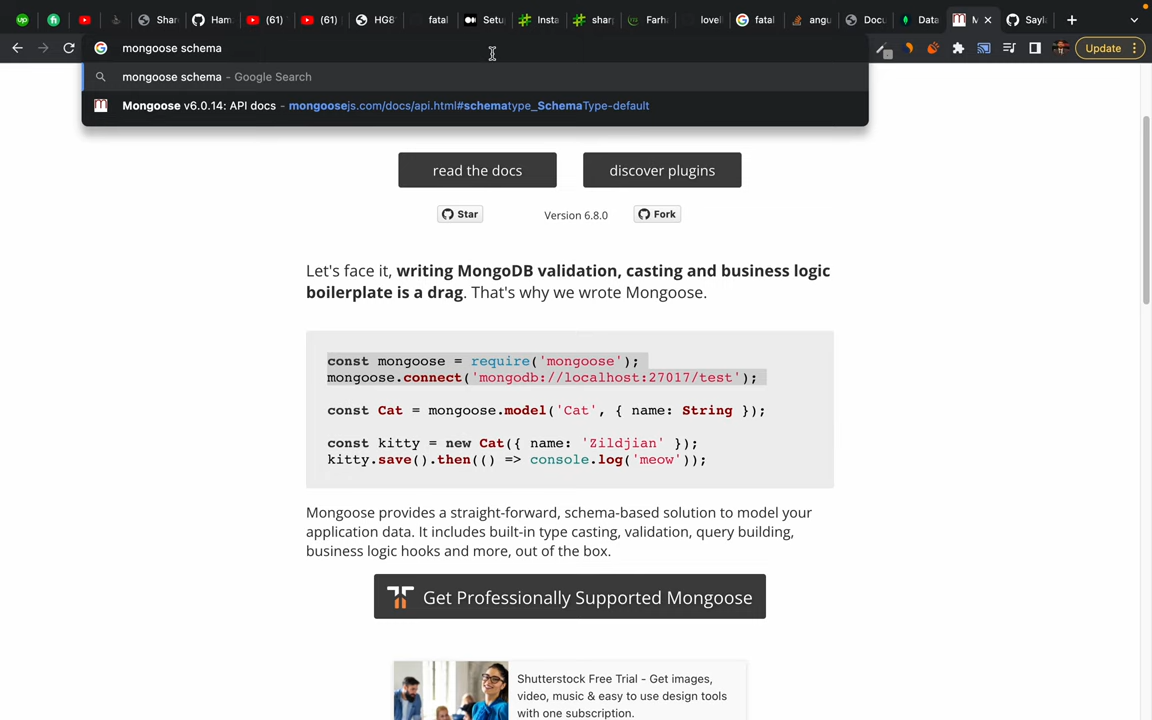 Shar
Ham
(61)
(61)
HG8
fatal
Setu
Insta
shar
Farh
lovel
fatal
angu
Docu
Data
M
Sayla
mongoose schema
Update
mongoose schema - Google Search
Mongoose v6.0.14: API docs - mongoosejs.com/docs/api.html#schematype_SchemaType-default
read the docs
discover plugins
Star
Version 6.8.0
Fork
Let's face it, writing MongoDB validation, casting and business logic
boilerplate is a drag. That's why we wrote Mongoose.
const mongoose = require('mongoose');
mongoose.connect('mongodb://localhost:27017/test');
const Cat = mongoose.model('Cat', { name: String });
const kitty = new Cat({ name: 'Zildjian' });
kitty.save().then(() => console.log('meow'));
Mongoose provides a straight-forward, schema-based solution to model your
application data. It includes built-in type casting, validation, query building,
business logic hooks and more, out of the box.
Get Professionally Supported Mongoose
Shutterstock Free Trial - Get images,
video, music & easy to use design tools
with one subscription.